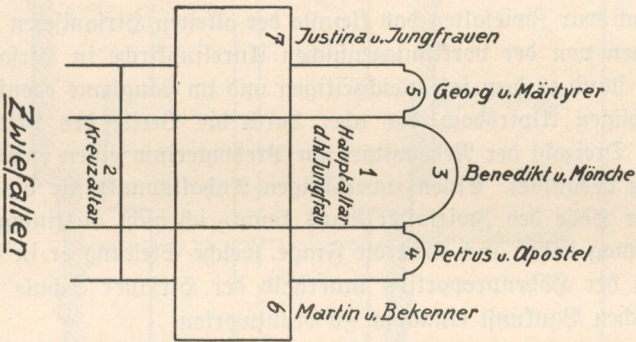 Zwiefalten
7 Justina u. Jungfrauen
5 Georg u. Märtyrer
3 Benedikt u. Mönche
4 Petrus u. Apostel
6 Martin u. Bekenner
1 Hauptaltar
d. hl. Jungfrau
2
Kreuzaltar